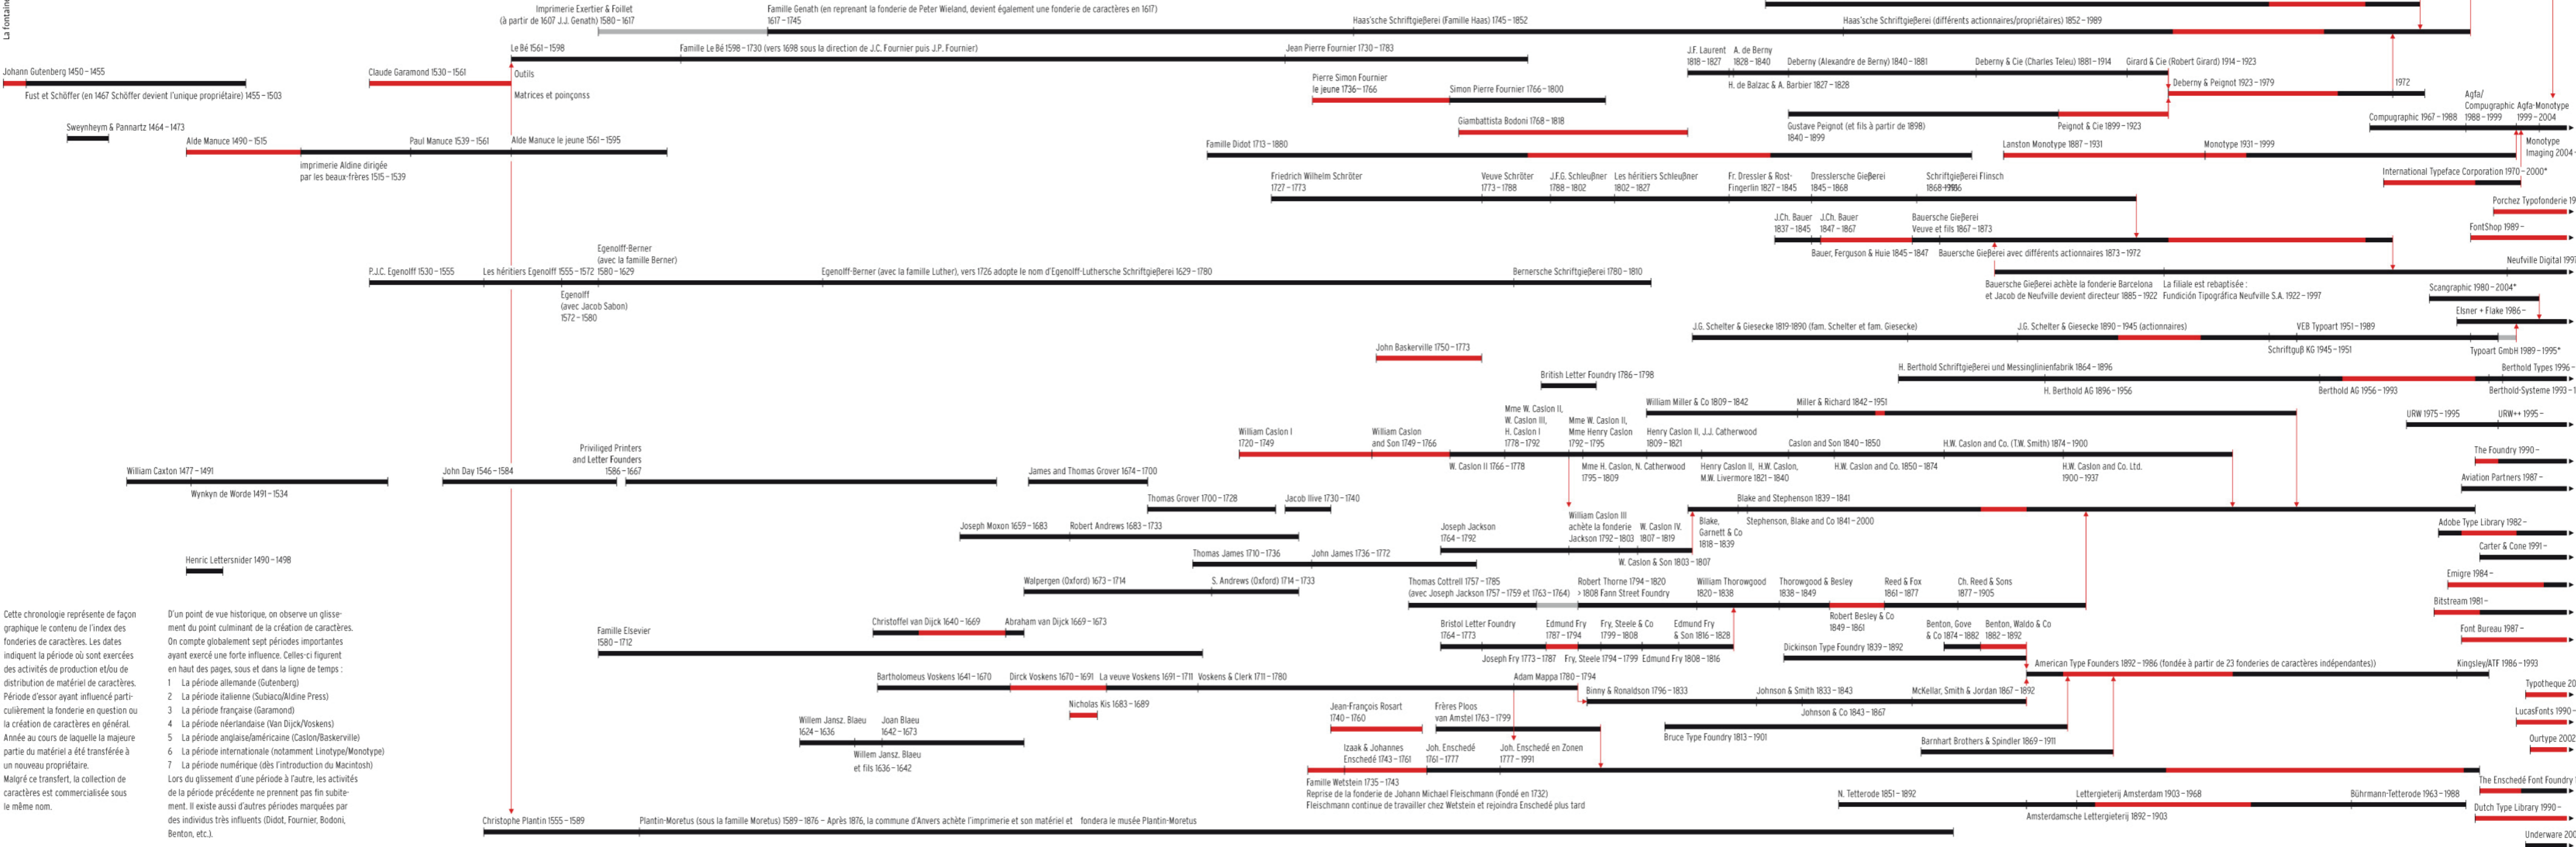 La fontaine
Imprimerie Exertier & Foillet
(à partir de 1607 J.J. Genath) 1580–1617
Famille Genath (en reprenant la fonderie de Peter Wieland, devient également une fonderie de caractères en 1617)
1617–1745
Haas'sche Schriftgießerei (Famille Haas) 1745–1852
Haas'sche Schriftgießerei (différents actionnaires/propriétaires) 1852–1989
Le Bé 1561–1598
Famille Le Bé 1598–1730 (vers 1698 sous la direction de J.C. Fournier puis J.P. Fournier)
Jean Pierre Fournier 1730–1783
J.F. Laurent
1818–1827
A. de Berny
1828–1840
Deberny (Alexandre de Berny) 1840–1881
Deberny & Cie (Charles Teleu) 1881–1914
Girard & Cie (Robert Girard) 1914–1923
H. de Balzac & A. Barbier 1827–1828
Johann Gutenberg 1450–1455
Fust et Schöffer (en 1467 Schöffer devient l'unique propriétaire) 1455–1503
Claude Garamond 1530–1561
Outils
Matrices et poinçonss
Pierre Simon Fournier
le jeune 1736–1766
Simon Pierre Fournier 1766–1800
Deberny & Peignot 1923–1979
1972
Agfa/
Compugraphic
1988–1999
Agfa-Monotype
1999–2004
Compugraphic 1967–1988
Giambattista Bodoni 1768–1818
Gustave Peignot (et fils à partir de 1898)
1840–1899
Peignot & Cie 1899–1923
Sweynheym & Pannartz 1464–1473
Alde Manuce 1490–1515
Paul Manuce 1539–1561
Alde Manuce le jeune 1561–1595
imprimerie Aldine dirigée
par les beaux-frères 1515–1539
Famille Didot 1713–1880
Lanston Monotype 1887–1931
Monotype 1931–1999
Monotype
Imaging 2004–
International Typeface Corporation 1970–2000*
Friedrich Wilhelm Schröter
1727–1773
Veuve Schröter
1773–1788
J.F.G. Schleußner
1788–1802
Les héritiers Schleußner
1802–1827
Fr. Dressler & Rost-
Fingerlin 1827–1845
Dresslersche Gießerei
1845–1868
Schriftgießerei Flinsch
Porchez Typofonderie 19
J.Ch. Bauer
1837–1845
J.Ch. Bauer
1847–1867
Bauersche Gießerei
Veuve et fils 1867–1873
FontShop 1989–
Bauer, Ferguson & Huie 1845–1847
Bauersche Gießerei avec différents actionnaires 1873–1972
Egenolff-Berner
(avec la famille Berner)
1580–1629
P.J.C. Egenolff 1530–1555
Les héritiers Egenolff 1555–1572
Egenolff-Berner (avec la famille Luther), vers 1726 adopte le nom d'Egenolff-Luthersche Schriftgießerei 1629–1780
Bernersche Schriftgießerei 1780–1810
Egenolff
(avec Jacob Sabon)
1572–1580
Neufville Digital 1997
Bauersche Gießerei achète la fonderie Barcelona
et Jacob de Neufville devient directeur 1885–1922
La filiale est rebaptisée :
Fundición Tipográfica Neufville S.A. 1922–1997
Scangraphic 1980–2004*
Elsner + Flake 1986–
J.G. Schelter & Giesecke 1819-1890 (fam. Schelter et fam. Giesecke)
J.G. Schelter & Giesecke 1890–1945 (actionnaires)
VEB Typoart 1951–1989
Schriftguß KG 1945–1951
Typoart GmbH 1989–1995*
John Baskerville 1750–1773
H. Berthold Schriftgießerei und Messinglinienfabrik 1864–1896
Berthold Types 1996–
H. Berthold AG 1896–1956
Berthold AG 1956–1993
Berthold-Systeme 1993–1
British Letter Foundry 1786–1798
William Miller & Co 1809–1842
Miller & Richard 1842–1951
URW 1975–1995
URW++ 1995–
William Caslon I
1720–1749
William Caslon
and Son 1749–1766
Mme W. Caslon II,
W. Caslon III,
H. Caslon I
1778–1792
Mme W. Caslon II,
Mme Henry Caslon
1792–1795
Henry Caslon II, J.J. Catherwood
1809–1821
Caslon and Son 1840–1850
H.W. Caslon and Co. (T.W. Smith) 1874–1900
W. Caslon II 1766–1778
Mme H. Caslon, N. Catherwood
1795–1809
Henry Caslon II, H.W. Caslon,
M.W. Livermore 1821–1840
H.W. Caslon and Co. 1850–1874
H.W. Caslon and Co. Ltd.
1900–1937
The Foundry 1990–
Aviation Partners 1987–
William Caxton 1477–1491
Wynkyn de Worde 1491–1534
John Day 1546–1584
Priviliged Printers
and Letter Founders
1586–1667
James and Thomas Grover 1674–1700
Thomas Grover 1700–1728
Jacob Ilive 1730–1740
Blake and Stephenson 1839–1841
Stephenson, Blake and Co 1841–2000
Joseph Moxon 1659–1683
Robert Andrews 1683–1733
Joseph Jackson
1764–1792
William Caslon III
achète la fonderie
Jackson 1792–1803
W. Caslon IV.
1807–1819
Blake,
Garnett & Co
1818–1839
W. Caslon & Son 1803–1807
Adobe Type Library 1982–
Carter & Cone 1991–
Thomas James 1710–1736
John James 1736–1772
Henric Lettersnider 1490–1498
Walpergen (Oxford) 1673–1714
S. Andrews (Oxford) 1714–1733
Thomas Cottrell 1757–1785
(avec Joseph Jackson 1757–1759 et 1763–1764)
Robert Thorne 1794–1820
> 1808 Fann Street Foundry
William Thorowgood
1820–1838
Thorowgood & Besley
1838–1849
Reed & Fox
1861–1877
Ch. Reed & Sons
1877–1905
Robert Besley & Co
1849–1861
Emigre 1984–
Bitstream 1981–
Font Bureau 1987–
Christoffel van Dijck 1640–1669
Abraham van Dijck 1669–1673
Famille Elsevier
1580–1712
Bristol Letter Foundry
1764–1773
Edmund Fry
1787–1794
Fry, Steele & Co
1799–1808
Edmund Fry
& Son 1816–1828
Joseph Fry 1773–1787
Fry, Steele 1794–1799
Edmund Fry 1808–1816
Dickinson Type Foundry 1839–1892
Benton, Gove
& Co 1874–1882
Benton, Waldo & Co
1882–1892
American Type Founders 1892–1986 (fondée à partir de 23 fonderies de caractères indépendantes))
Kingsley/ATF 1986–1993
Bartholomeus Voskens 1641–1670
Dirck Voskens 1670–1691
La veuve Voskens 1691–1711
Voskens & Clerk 1711–1780
Adam Mappa 1780–1794
Binny & Ronaldson 1796–1833
Johnson & Smith 1833–1843
McKellar, Smith & Jordan 1867–1892
Johnson & Co 1843–1867
Typotheque 20
LucasFonts 1990–
Ourtype 2002
Nicholas Kis 1683–1689
Willem Jansz. Blaeu
1624–1636
Joan Blaeu
1642–1673
Willem Jansz. Blaeu
et fils 1636–1642
Jean-François Rosart
1740–1760
Frères Ploos
van Amstel 1763–1799
Bruce Type Foundry 1813–1901
Barnhart Brothers & Spindler 1869–1911
Izaak & Johannes
Enschedé 1743–1761
Joh. Enschedé
1761–1777
Joh. Enschedé en Zonen
1777–1991
Famille Wetstein 1735–1743
Reprise de la fonderie de Johann Michael Fleischmann (Fondé en 1732)
Fleischmann continue de travailler chez Wetstein et rejoindra Enschedé plus tard
The Enschedé Font Foundry
N. Tetterode 1851–1892
Lettergieterij Amsterdam 1903–1968
Bührmann-Tetterode 1963–1988
Amsterdamsche Lettergieterij 1892–1903
Dutch Type Library 1990–
Underware 200
Christophe Plantin 1555–1589
Plantin-Moretus (sous la famille Moretus) 1589–1876 – Après 1876, la commune d'Anvers achète l'imprimerie et son matériel et fondera le musée Plantin-Moretus
Cette chronologie représente de façon
graphique le contenu de l'index des
fonderies de caractères. Les dates
indiquent la période où sont exercées
des activités de production et/ou de
distribution de matériel de caractères.
Période d'essor ayant influencé parti-
culièrement la fonderie en question ou
la création de caractères en général.
Année au cours de laquelle la majeure
partie du matériel a été transférée à
un nouveau propriétaire.
Malgré ce transfert, la collection de
caractères est commercialisée sous
le même nom.
D'un point de vue historique, on observe un glisse-
ment du point culminant de la création de caractères.
On compte globalement sept périodes importantes
ayant exercé une forte influence. Celles-ci figurent
en haut des pages, sous et dans la ligne de temps :
1 La période allemande (Gutenberg)
2 La période italienne (Subiaco/Aldine Press)
3 La période française (Garamond)
4 La période néerlandaise (Van Dijck/Voskens)
5 La période anglaise/américaine (Caslon/Baskerville)
6 La période internationale (notamment Linotype/Monotype)
7 La période numérique (dès l'introduction du Macintosh)
Lors du glissement d'une période à l'autre, les activités
de la période précédente ne prennent pas fin subite-
ment. Il existe aussi d'autres périodes marquées par
des individus très influents (Didot, Fournier, Bodoni,
Benton, etc.).